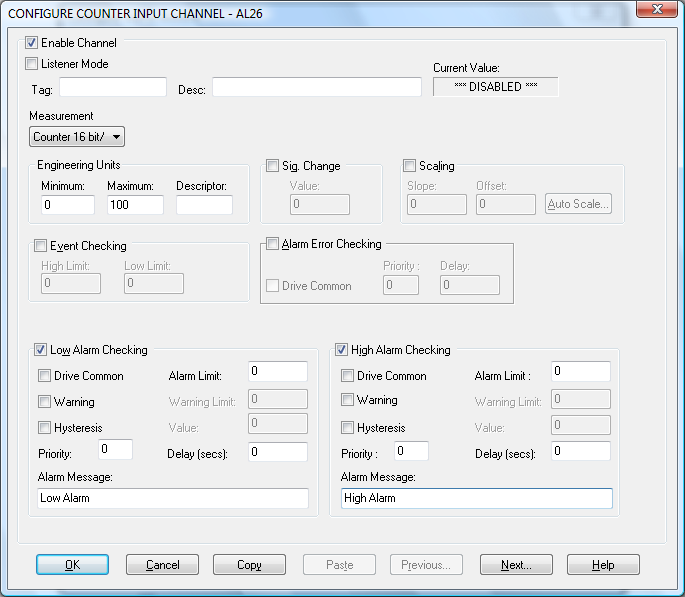 CONFIGURE COUNTER INPUT CHANNEL - AL26
Enable Channel
Listener Mode
Tag: Desc:
Current Value:
*** DISABLED ***
Measurement
Counter 16 bit/
Engineering Units
Minimum: Maximum: Descriptor:
0 100
Sig. Change
Value:
0
Scaling
Slope: Offset:
0 0 Auto Scale...
Event Checking
High Limit: Low Limit:
0 0
Alarm Error Checking
Priority : Delay:
Drive Common 0 0
Low Alarm Checking
Drive Common Alarm Limit: 0
Warning Warning Limit: 0
Hysteresis Value: 0
Priority: 0 Delay (secs): 0
Alarm Message:
Low Alarm
High Alarm Checking
Drive Common Alarm Limit : 0
Warning Warning Limit: 0
Hysteresis Value: 0
Priority : 0 Delay (secs): 0
Alarm Message:
High Alarm
OK Cancel Copy Paste Previous... Next... Help